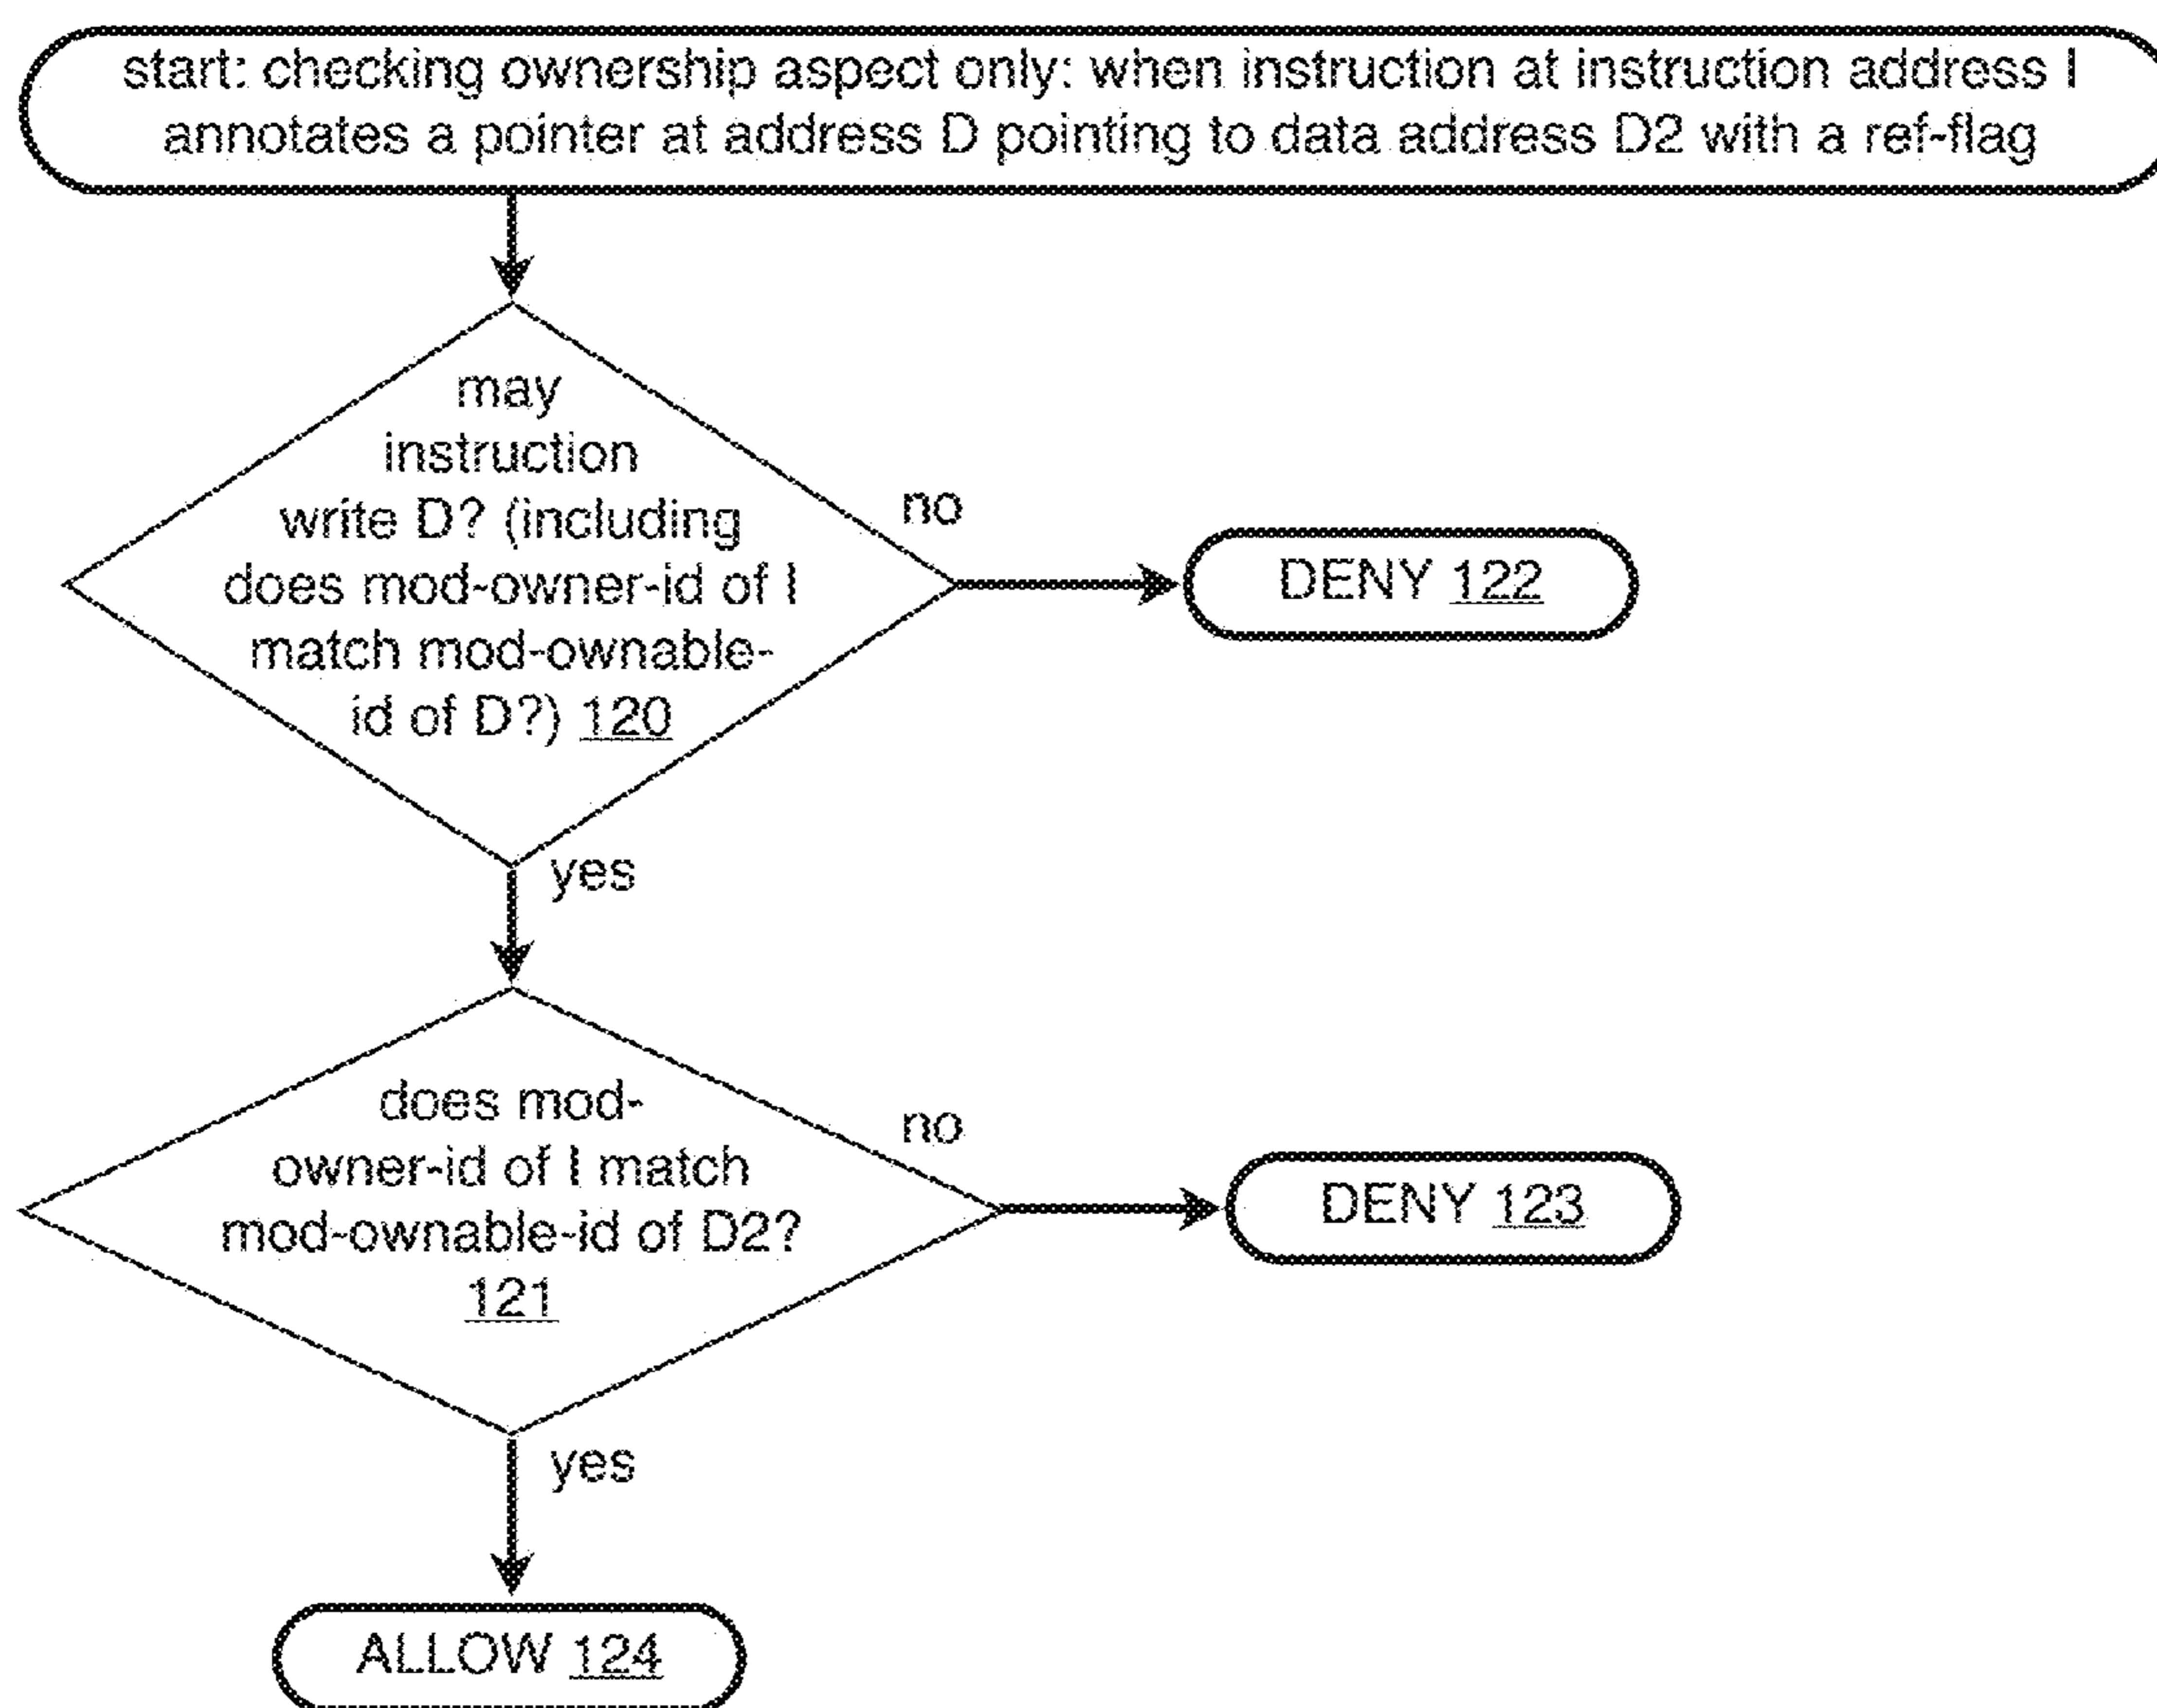 start: checking ownership aspect only: when instruction at instruction address I
annotates a pointer at address D pointing to data address D2 with a ref-flag
may
instruction
write D? (including
does mod-owner-id of I
match mod-ownable-
id of D?) 120
no
DENY 122
yes
does mod-
owner-id of I match
mod-ownable-id of D2?
121
no
DENY 123
yes
ALLOW 124